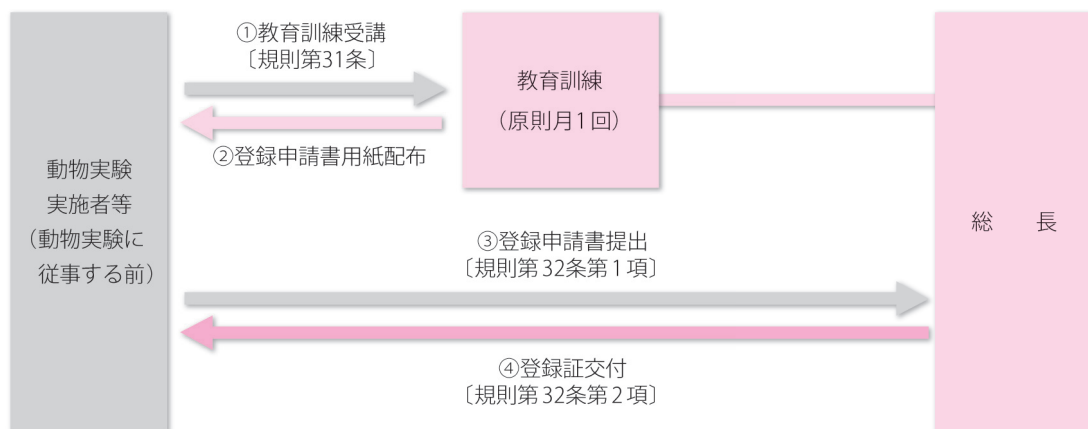 ①教育訓練受講
〔規則第31条〕
教育訓練
（原則月1回）
②登録申請書用紙配布
動物実験
実施者等
（動物実験に
従事する前）
③登録申請書提出
〔規則第32条第1項〕
総　　長
④登録証交付
〔規則第32条第2項〕